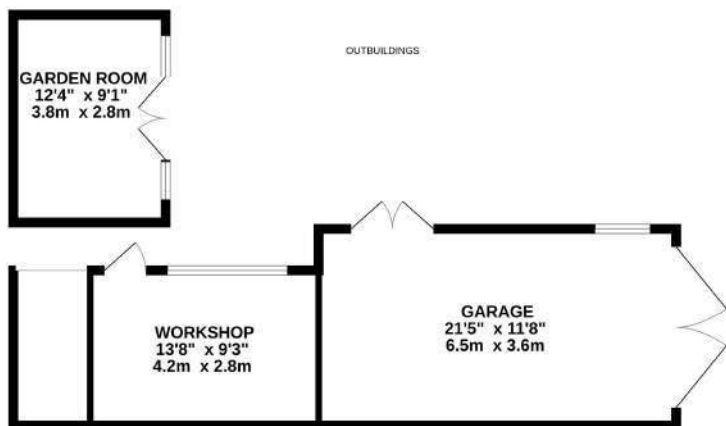 OUTBUILDINGS
GARDEN ROOM
12'4" x 9'1"
3.8m x 2.8m
WORKSHOP
13'8" x 9'3"
4.2m x 2.8m
GARAGE
21'5" x 11'8"
6.5m x 3.6m